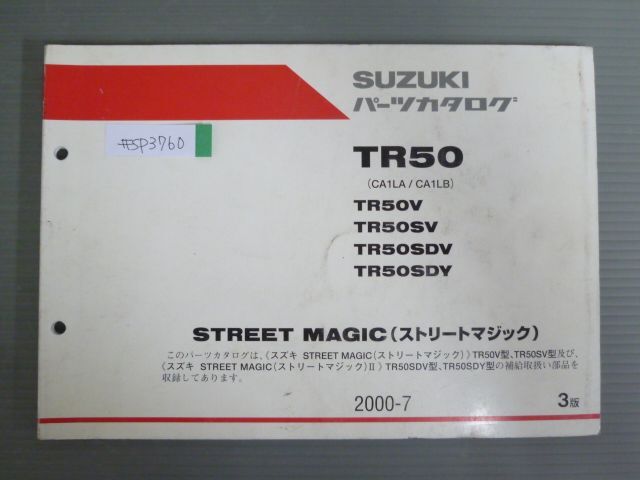 SUZUKI
パーツカタログ
TR50
(CA1LA / CA1LB)
TR50V
TR50SV
TR50SDV
TR50SDY
STREET MAGIC(ストリートマジック)
このパーツカタログは、〈スズキ STREET MAGIC(ストリートマジック)〉TR50V型、TR50SV型及び、
〈スズキ STREET MAGIC(ストリートマジック)Ⅱ〉TR50SDV型、TR50SDY型の補給取扱い部品を
収録してあります。
2000-7
3版